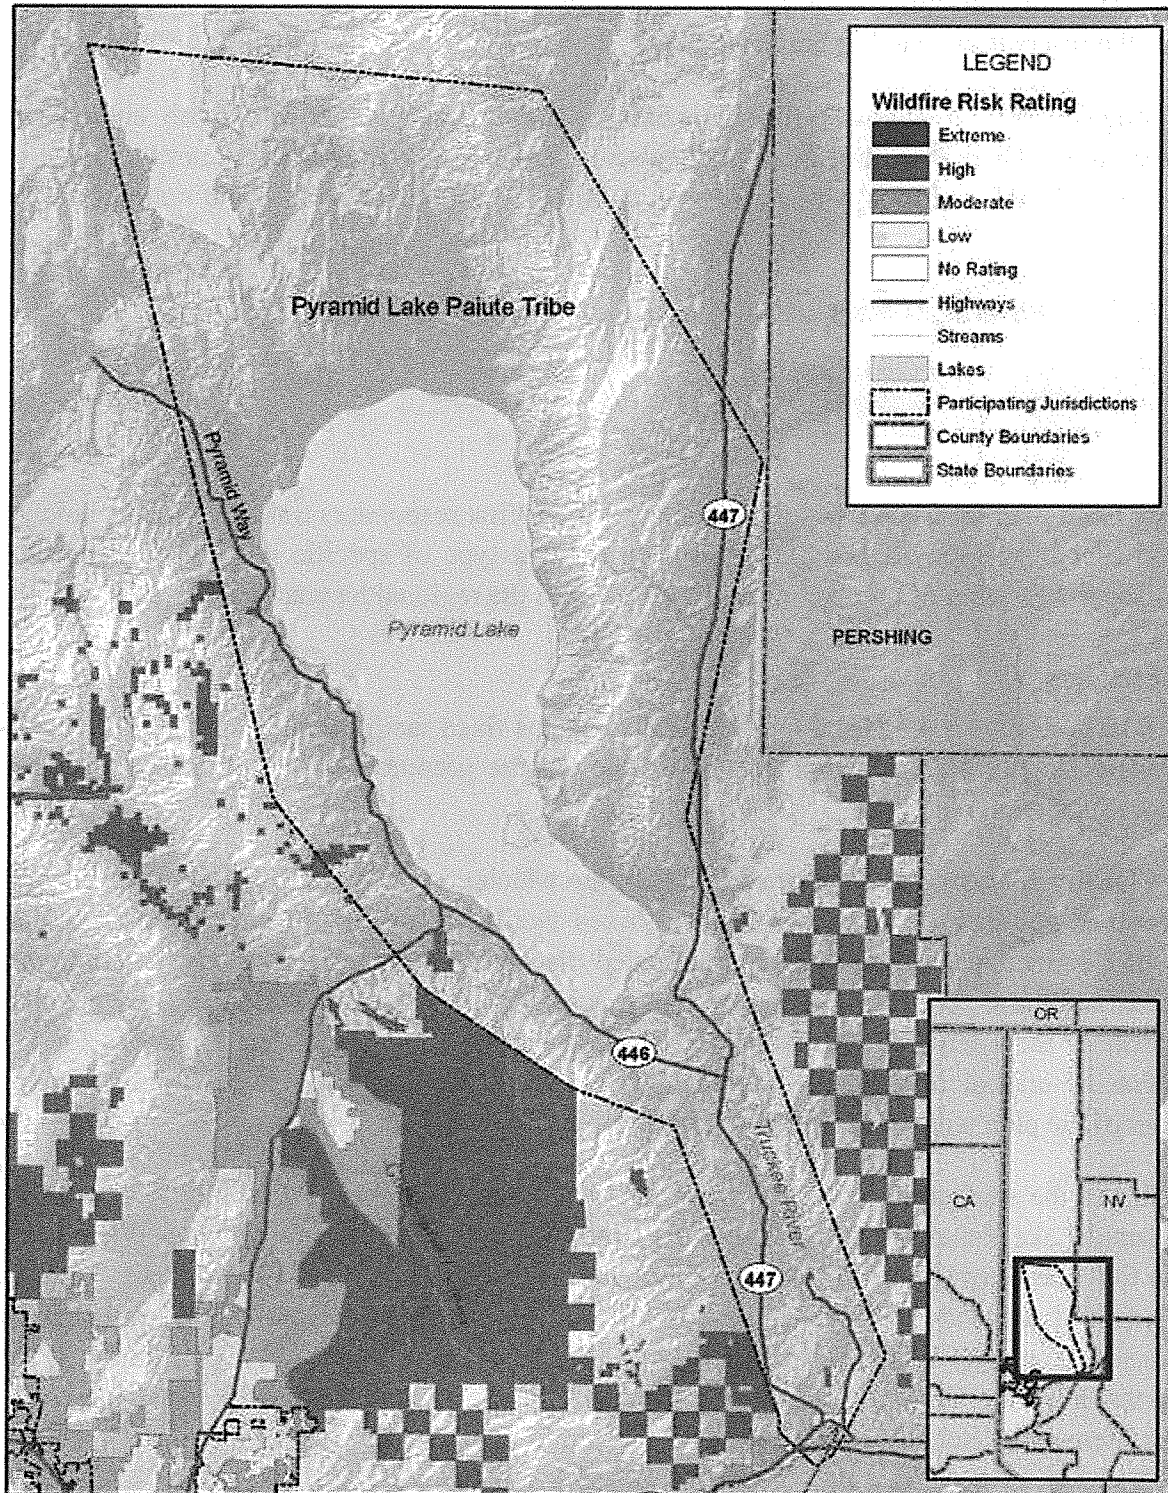 LEGEND
Wildfire Risk Rating
Extreme
High
Moderate
Low
No Rating
Highways
Streams
Lakes
Participating Jurisdictions
County Boundaries
State Boundaries
Pyramid Lake Paiute Tribe
Pyramid Way
447
Pyramid Lake
PERSHING
446
Truckee River
447
OR
CA
NV